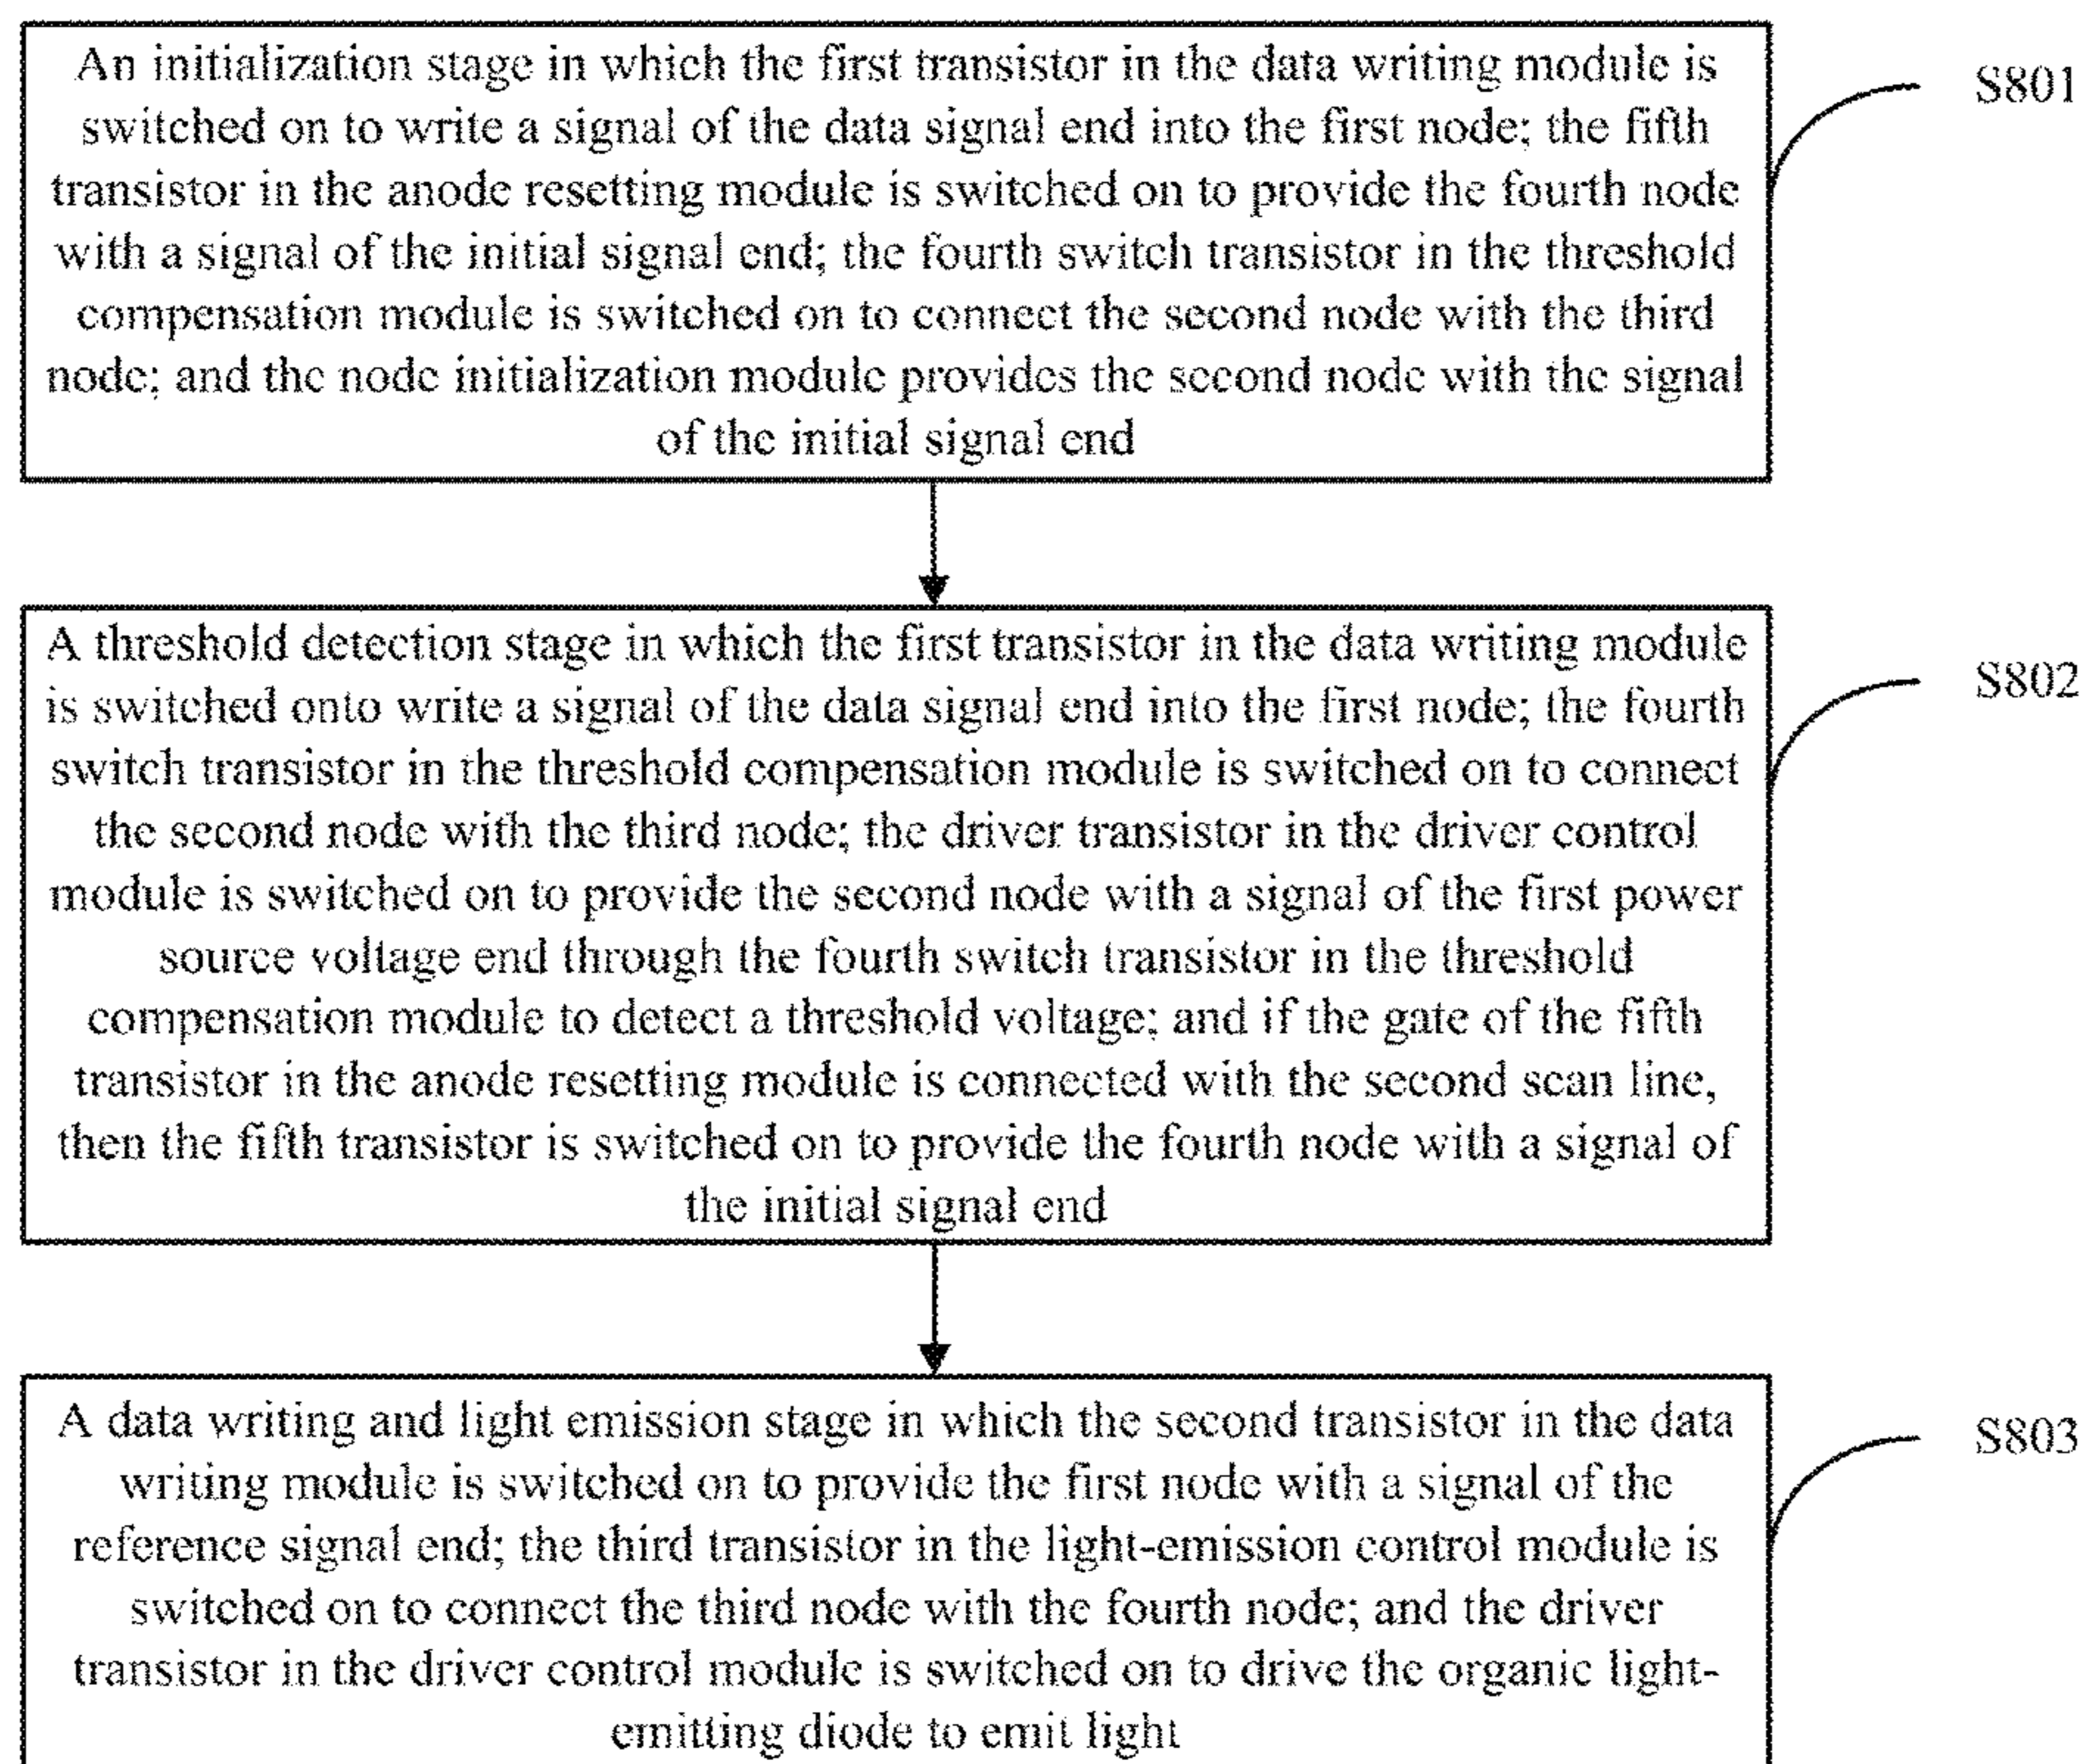 An initialization stage in which the first transistor in the data writing module is
switched on to write a signal of the data signal end into the first node; the fifth
transistor in the anode resetting module is switched on to provide the fourth node
with a signal of the initial signal end; the fourth switch transistor in the threshold
compensation module is switched on to connect the second node with the third
node; and the node initialization module provides the second node with the signal
of the initial signal end
S801
A threshold detection stage in which the first transistor in the data writing module
is switched onto write a signal of the data signal end into the first node; the fourth
switch transistor in the threshold compensation module is switched on to connect
the second node with the third node; the driver transistor in the driver control
module is switched on to provide the second node with a signal of the first power
source voltage end through the fourth switch transistor in the threshold
compensation module to detect a threshold voltage; and if the gate of the fifth
transistor in the anode resetting module is connected with the second scan line,
then the fifth transistor is switched on to provide the fourth node with a signal of
the initial signal end
S802
A data writing and light emission stage in which the second transistor in the data
writing module is switched on to provide the first node with a signal of the
reference signal end; the third transistor in the light-emission control module is
switched on to connect the third node with the fourth node; and the driver
transistor in the driver control module is switched on to drive the organic light-
emitting diode to emit light
S803